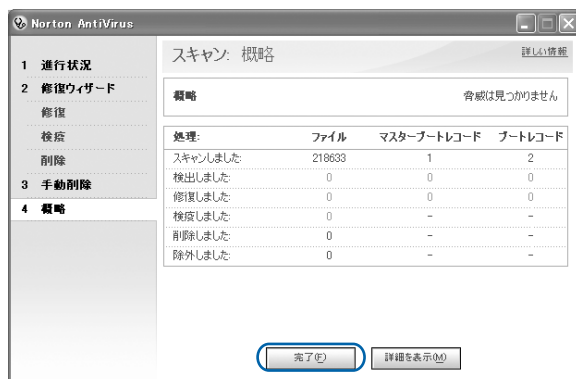 Norton AntiVirus
1 進行状況
2 修復ウィザード
修復
検疫
削除
3 手動削除
4 概略
スキャン: 概略
詳しい情報
概略 脅威は見つかりません
処理: ファイル マスターブートレコード ブートレコード
スキャンしました: 218633 1 2
検出しました: 0 0 0
修復しました: 0 0 0
検疫しました: 0 - -
削除しました: 0 - -
除外しました: 0 - -
完了(F) 詳細を表示(M)